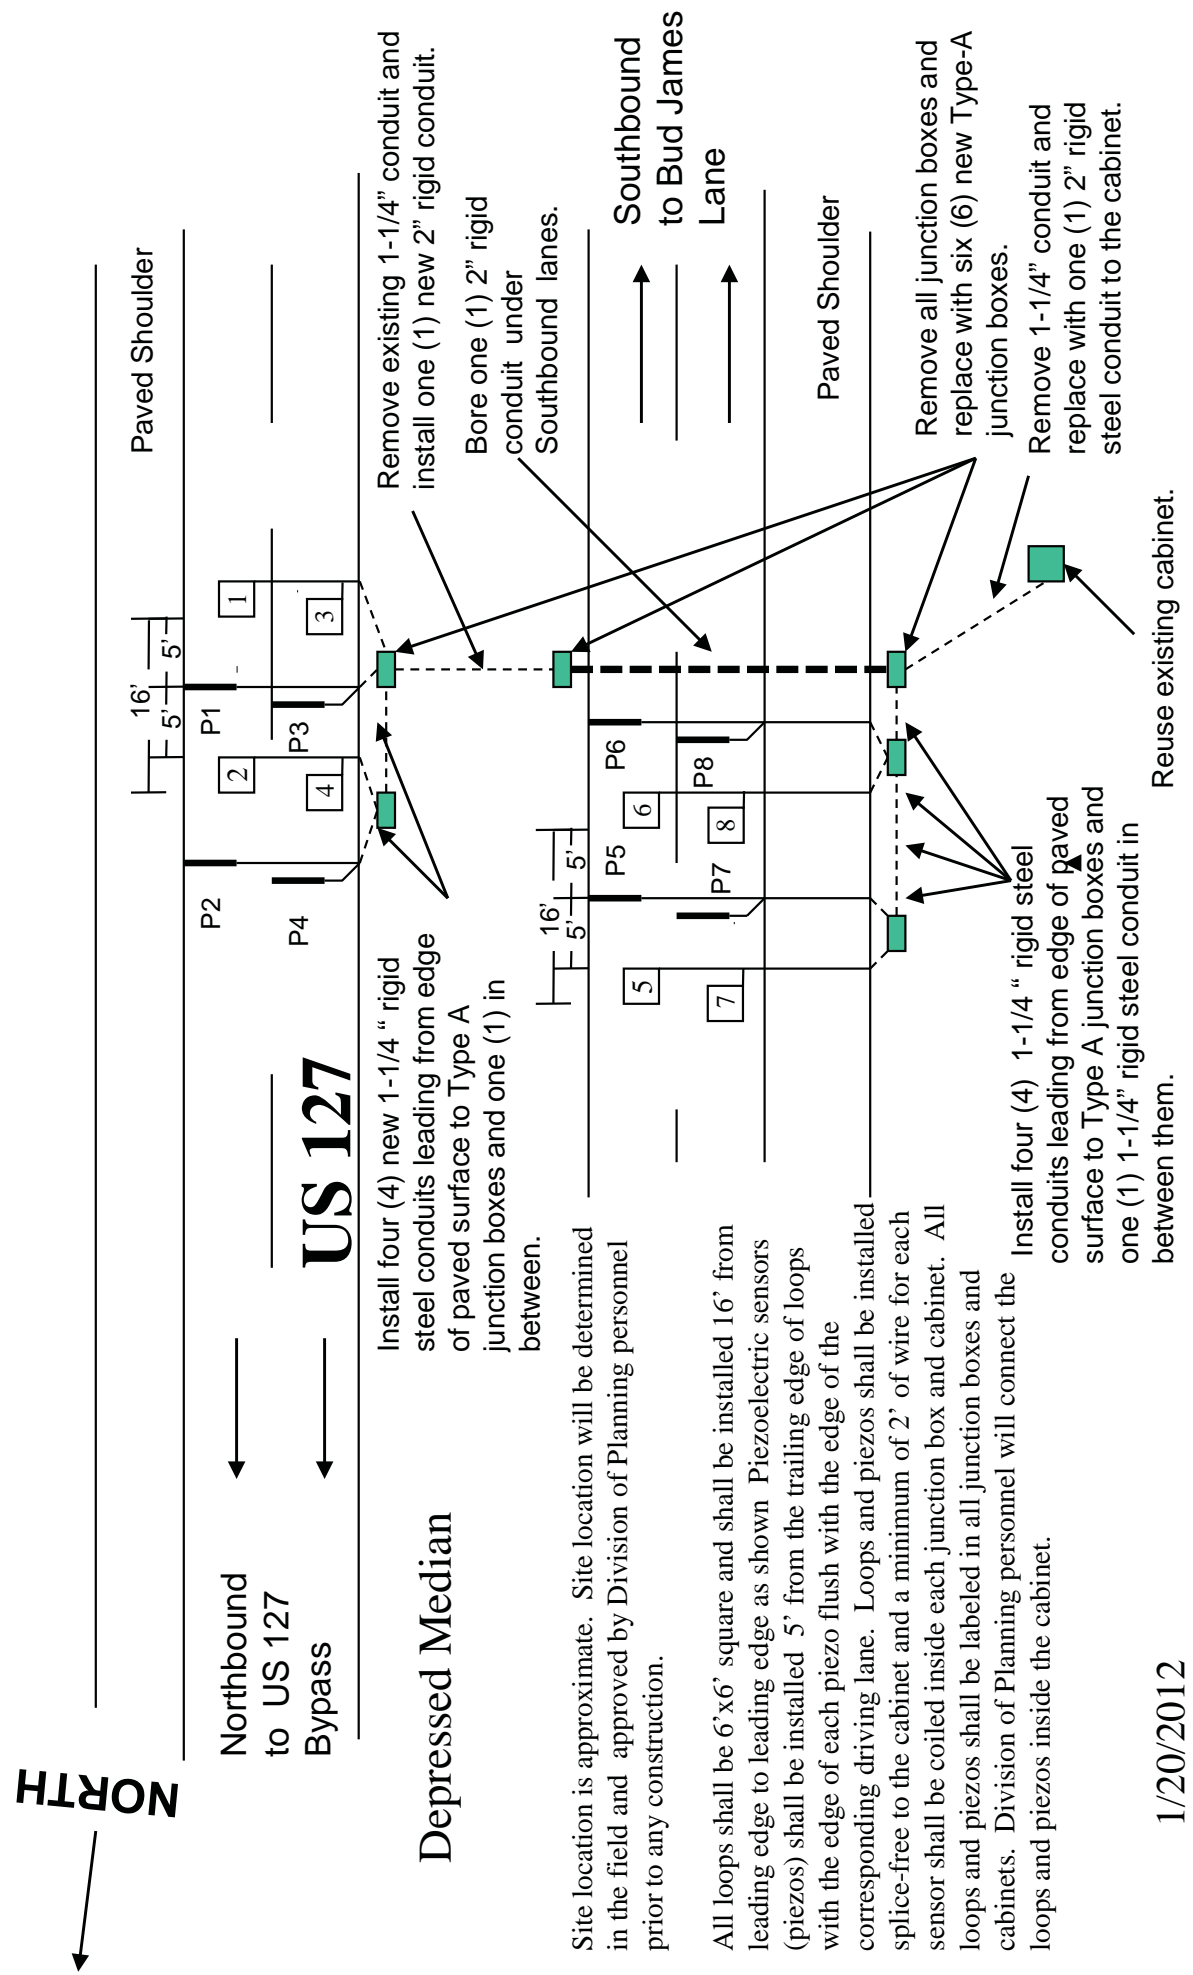 NORTH
Paved Shoulder
Northbound
to  US 127
Bypass
US 127
16’
5’
5’
P1
P2
P3
P4
1
2
3
4
Remove existing 1-1/4” conduit and
install one (1) new 2” rigid conduit.
Bore one (1) 2” rigid
conduit  under
Southbound lanes.
Install four (4) new 1-1/4 “ rigid
steel conduits leading from edge
of paved surface to Type A
junction boxes and one (1) in
between.
Depressed Median
Southbound
to Bud James
Lane
16’
5’
5’
P5
P6
P7
P8
5
6
7
8
Paved Shoulder
Remove all junction boxes and
replace with six (6) new Type-A
junction boxes.
Remove 1-1/4” conduit and
replace with one (1) 2” rigid
steel conduit to the cabinet.
Reuse existing cabinet.
Install four (4)  1-1/4 “ rigid steel
conduits leading from edge of paved
surface to Type A junction boxes and
one (1) 1-1/4” rigid steel conduit in
between them.
Site location is approximate.  Site location will be determined
in the field and  approved by Division of Planning personnel
prior to any construction.
All loops shall be 6’x6’ square and shall be installed 16’ from
leading edge to leading edge as shown  Piezoelectric sensors
(piezos) shall be installed  5’ from the trailing edge of loops
with the edge of each piezo flush with the edge of the
corresponding driving lane.  Loops and piezos shall be installed
splice-free to the cabinet and a minimum of 2’ of wire for each
sensor shall be coiled inside each junction box and cabinet.  All
loops and piezos shall be labeled in all junction boxes and
cabinets.  Division of Planning personnel will connect the
loops and piezos inside the cabinet.
1/20/2012